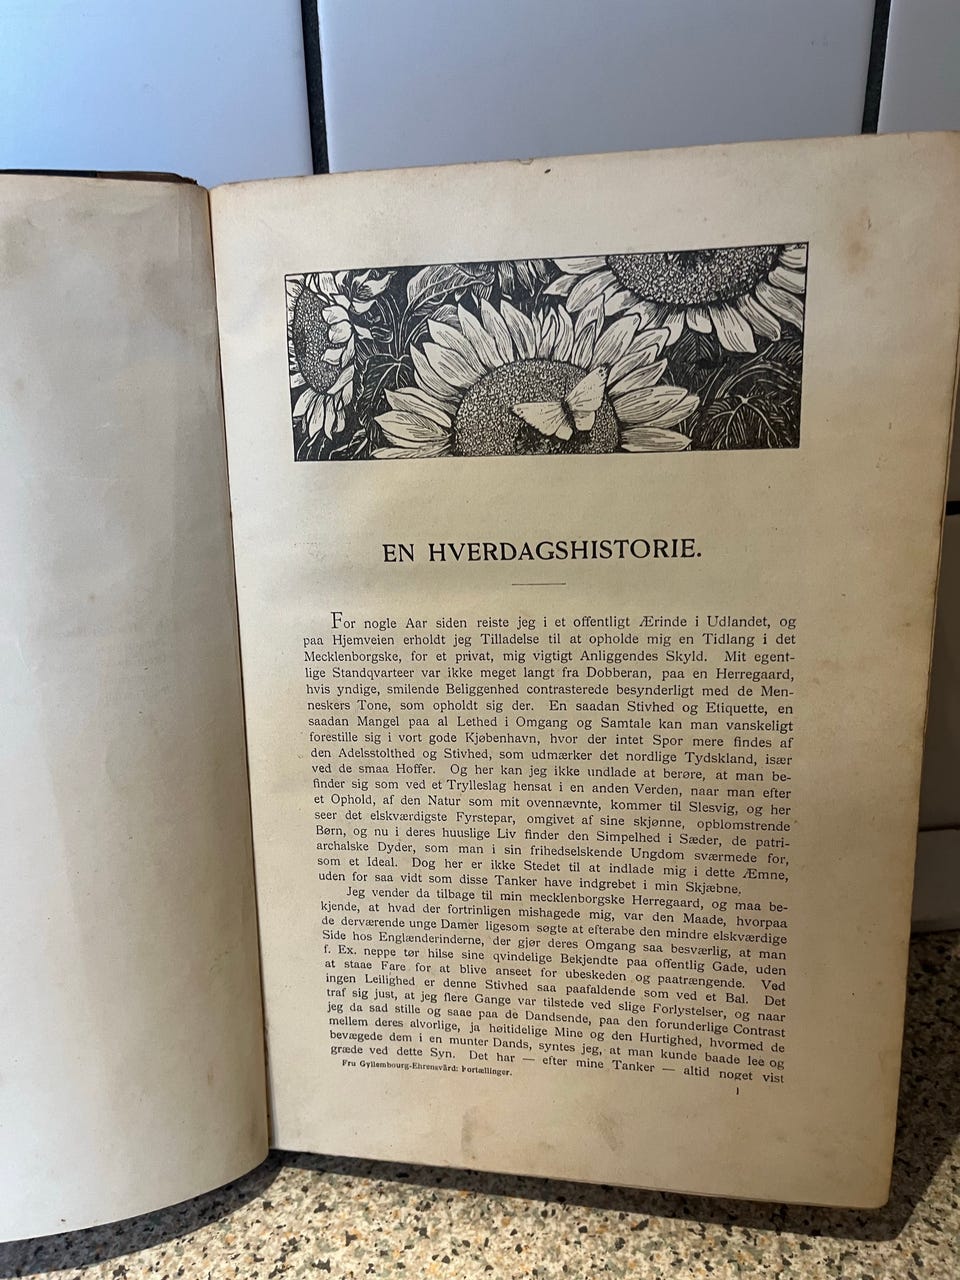 EN HVERDAGSHISTORIE.
For nogle Aar siden reiste jeg i et offentligt Ærinde i Udlandet, og
paa Hjemveien erholdt jeg Tilladelse til at opholde mig en Tidlang i det
Mecklenborgske, for et privat, mig vigtigt Anliggendes Skyld. Mit egent-
lige Standqvarteer var ikke meget langt fra Dobberan, paa en Herregaard,
hvis yndige, smilende Beliggenhed contrasterede besynderligt med de Men-
neskers Tone, som opholdt sig der. En saadan Stivhed og Etiquette, en
saadan Mangel paa al Lethed i Omgang og Samtale kan man vanskeligt
forestille sig i vort gode Kjøbenhavn, hvor der intet Spor mere findes af
den Adelsstolthed og Stivhed, som udmærker det nordlige Tydskland, især
ved de smaa Hoffer. Og her kan jeg ikke undlade at berøre, at man be-
finder sig som ved et Trylleslag hensat i en anden Verden, naar man efter
et Ophold, af den Natur som mit ovennævnte, kommer til Slesvig, og her
seer det elskværdigste Fyrstepar, omgivet af sine skjønne, opblomstrende
Børn, og nu i deres huuslige Liv finder den Simpelhed i Sæder, de patri-
archalske Dyder, som man i sin frihedselskende Ungdom sværmede for,
som et Ideal. Dog her er ikke Stedet til at indlade mig i dette Æmne,
uden for saa vidt som disse Tanker have indgrebet i min Skjæbne.
Jeg vender da tilbage til min mecklenborgske Herregaard, og maa be-
kjende, at hvad der fortrinligen mishagede mig, var den Maade, hvorpaa
de derværende unge Damer ligesom søgte at efterabe den mindre elskværdige
Side hos Englænderinderne, der gjør deres Omgang saa besværlig, at man
f. Ex. neppe tør hilse sine qvindelige Bekjendte paa offentlig Gade, uden
at staae Fare for at blive anseet for ubeskeden og paatrængende. Ved
ingen Leilighed er denne Stivhed saa paafaldende som ved et Bal. Det
traf sig just, at jeg flere Gange var tilstede ved slige Forlystelser, og naar
jeg da sad stille og saae paa de Dandsende, paa den forunderlige Contrast
mellem deres alvorlige, ja høitidelige Mine og den Hurtighed, hvormed de
bevægede dem i en munter Dands, syntes jeg, at man kunde baade lee og
græde ved dette Syn. Det har — efter mine Tanker — altid noget vist
Fru Gyllembourg-Ehrensvärd: Fortællinger.
1